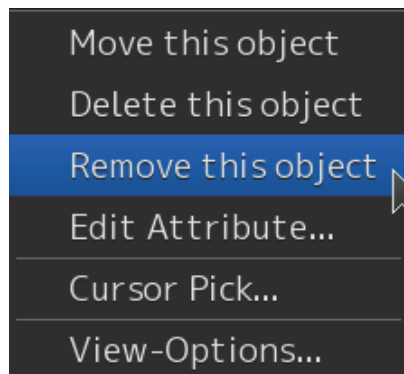 Move this object
Delete this object
Remove this object
Edit Attribute...
Cursor Pick...
View-Options...